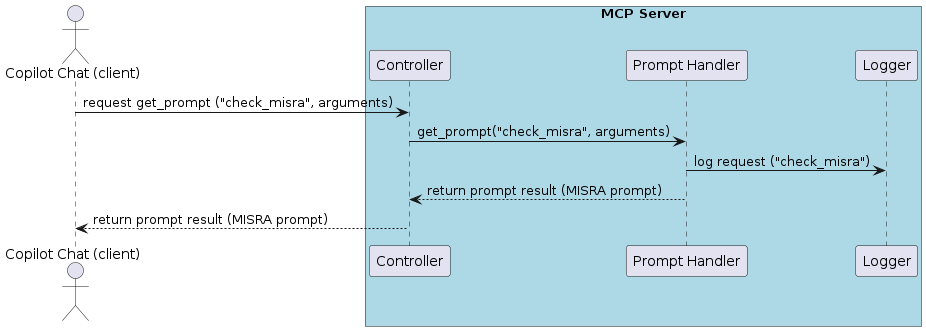 MCP Server
Copilot Chat (client)
Controller
Prompt Handler
Logger
request get_prompt ("check_misra", arguments)
get_prompt("check_misra", arguments)
log request ("check_misra")
return prompt result (MISRA prompt)
return prompt result (MISRA prompt)
Copilot Chat (client)
Controller
Prompt Handler
Logger